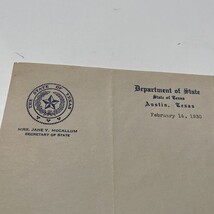 THE STATE OF TEXAS
MRS. JANE Y. MCCALLUM
SECRETARY OF STATE
Department of State
State of Texas
Austin, Texas
February 14, 1930